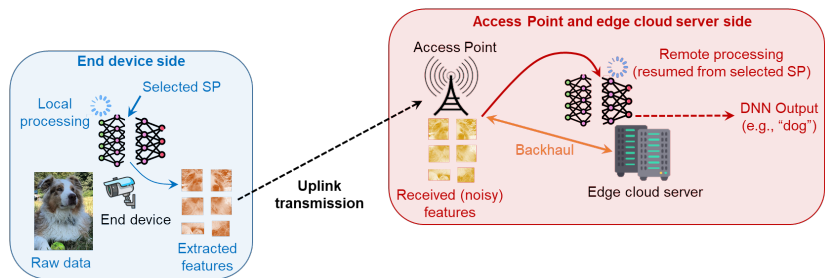 End device side
Selected SP
Local
processing
End device
Raw data
Extracted
features
Uplink
transmission
Access Point and edge cloud server side
Access Point
Remote processing
(resumed from selected SP)
DNN Output
(e.g., “dog”)
Backhaul
Received (noisy)
features
Edge cloud server